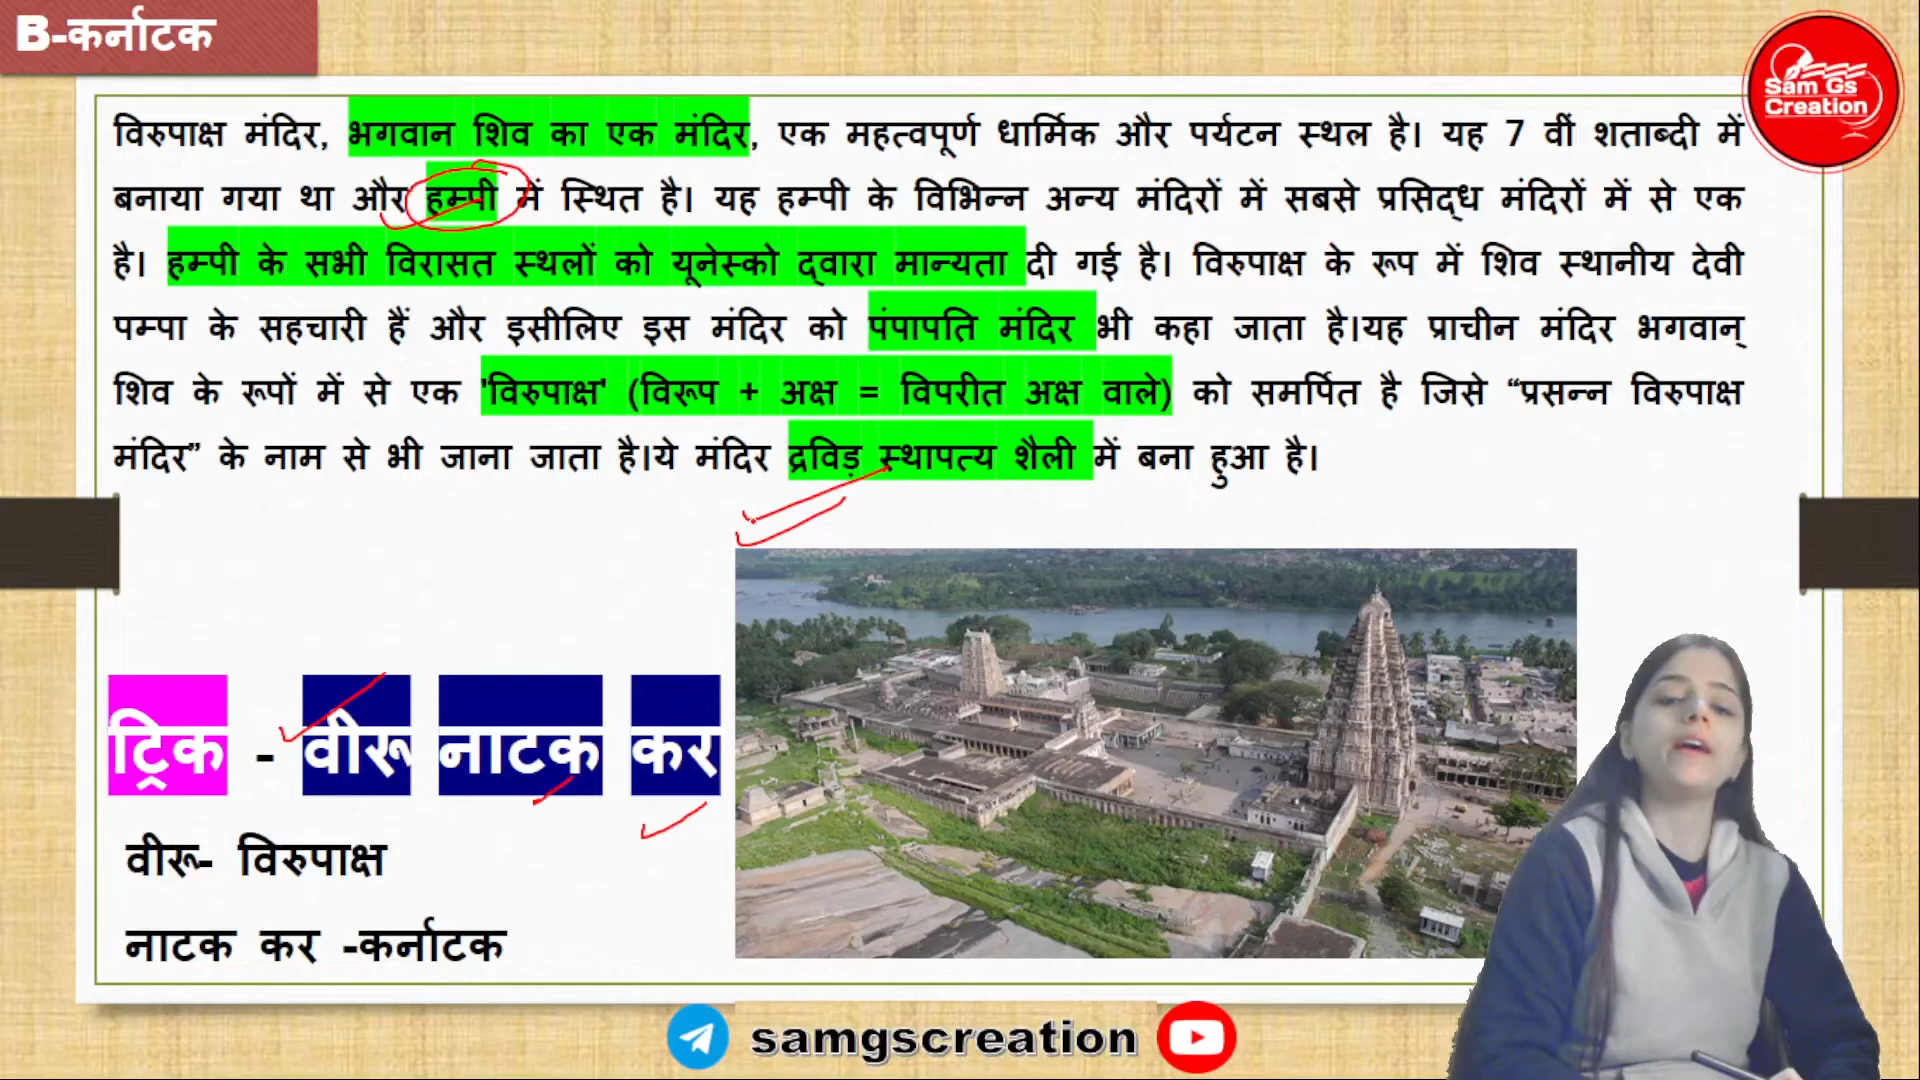 B-कर्नाटक
Sam Gs
Creation
विरुपाक्ष मंदिर, भगवान शिव का एक मंदिर, एक महत्वपूर्ण धार्मिक और पर्यटन स्थल है। यह 7 वीं शताब्दी में
बनाया गया था और हम्पी में स्थित है। यह हम्पी के विभिन्न अन्य मंदिरों में सबसे प्रसिद्ध मंदिरों में से एक
है। हम्पी के सभी विरासत स्थलों को यूनेस्को द्वारा मान्यता दी गई है। विरुपाक्ष के रूप में शिव स्थानीय देवी
पम्पा के सहचारी हैं और इसीलिए इस मंदिर को पंपापति मंदिर भी कहा जाता है।यह प्राचीन मंदिर भगवान्
शिव के रूपों में से एक 'विरुपाक्ष' (विरूप + अक्ष = विपरीत अक्ष वाले) को समर्पित है जिसे “प्रसन्न विरुपाक्ष
मंदिर” के नाम से भी जाना जाता है।ये मंदिर द्रविड़ स्थापत्य शैली में बना हुआ है।
ट्रिक - वीरू नाटक कर
वीरू- विरुपाक्ष
नाटक कर -कर्नाटक
samgscreation